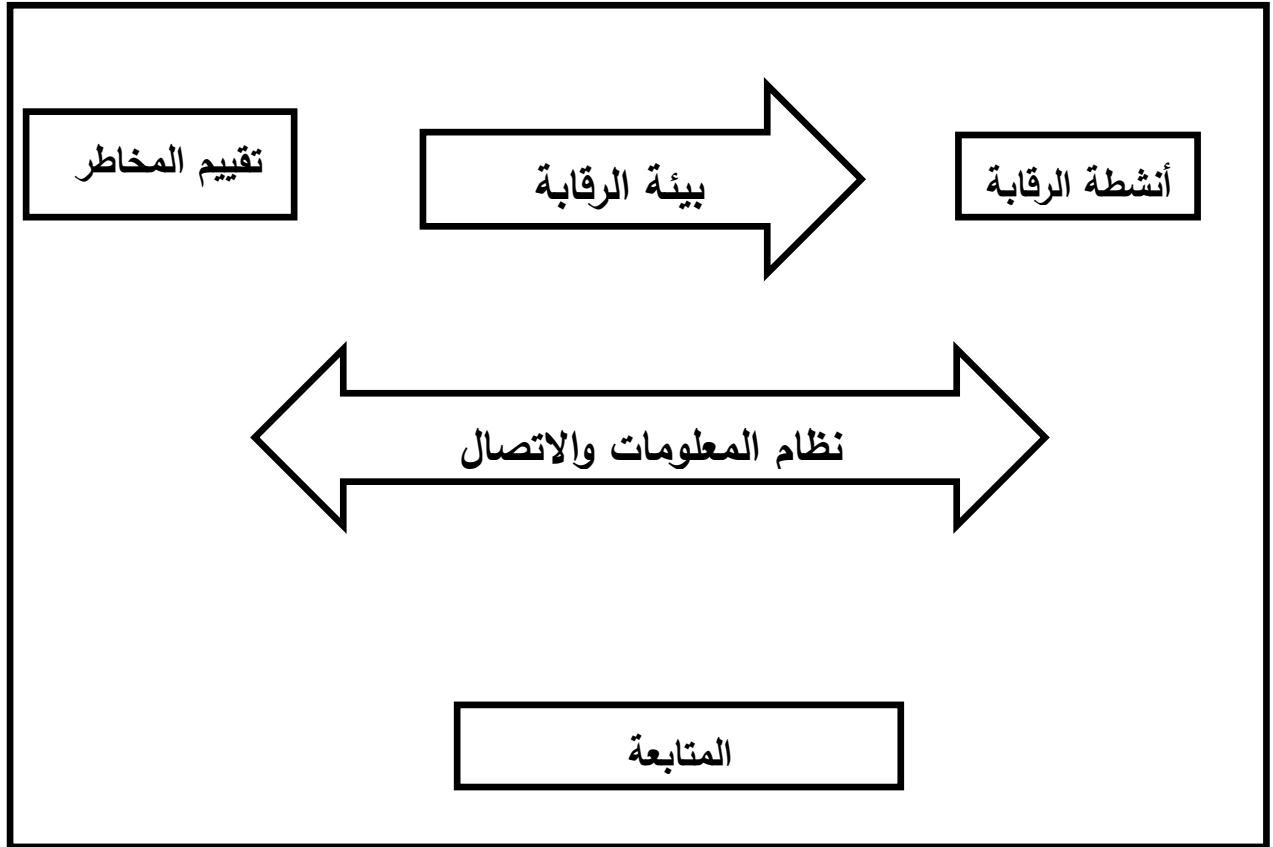 أنشطة الرقابة
بيئة الرقابة
تقييم المخاطر
نظام المعلومات والاتصال
المتابعة